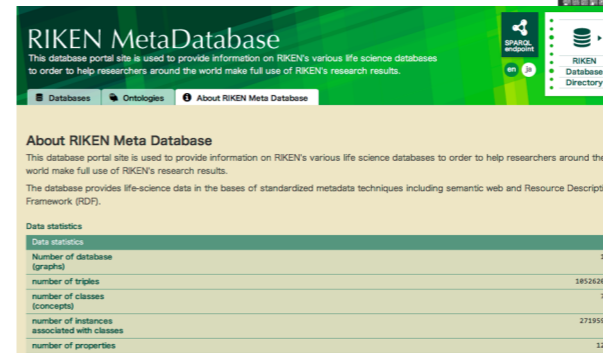 RIKEN MetaDatabase
This database portal site is used to provide information on RIKEN's various life science databases
to order to help researchers around the world make full use of RIKEN's research results.
SPARQL
endpoint
en ja
RIKEN
Database
Directory
Databases Ontologies About RIKEN Meta Database
About RIKEN Meta Database
This database portal site is used to provide information on RIKEN's various life science databases to order to help researchers around the
world make full use of RIKEN's research results.
The database provides life-science data in the bases of standardized metadata techniques including semantic web and Resource Descripti
Framework (RDF).
Data statistics
Data statistics
Number of database
(graphs)
number of triples 1052620
number of classes
(concepts)
number of instances
associated with classes 271959
number of properties 12